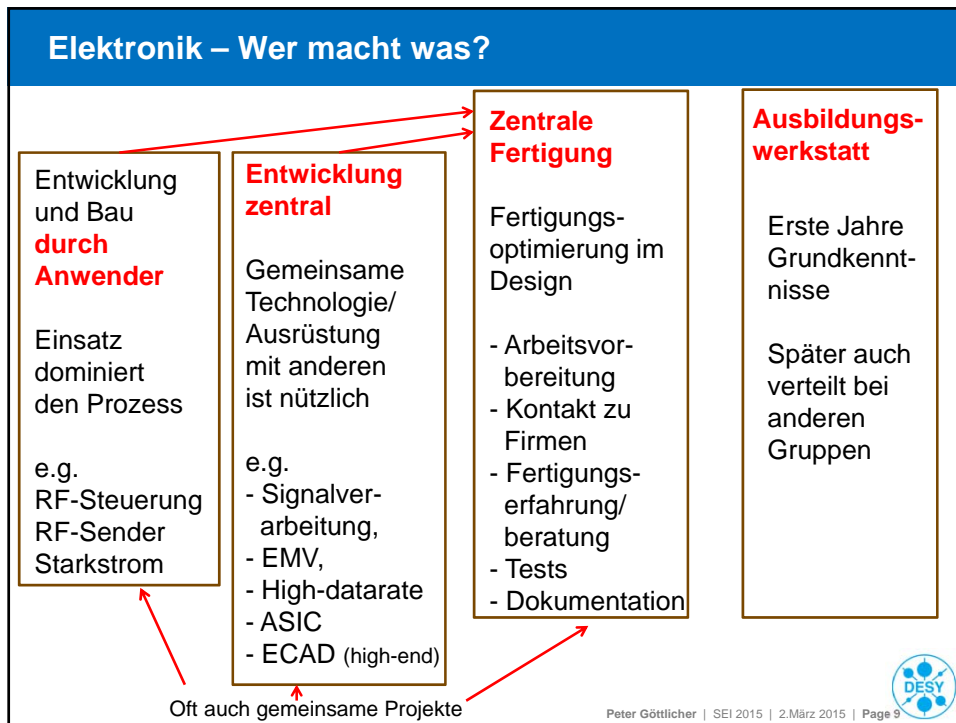 Elektronik – Wer macht was?
Entwicklung
und Bau
durch
Anwender
Einsatz
dominiert
den Prozess
e.g.
RF-Steuerung
RF-Sender
Starkstrom
Entwicklung
zentral
Gemeinsame
Technologie/
Ausrüstung
mit anderen
ist nützlich
e.g.
- Signalver-
arbeitung,
- EMV,
- High-datarate
- ASIC
- ECAD (high-end)
Zentrale
Fertigung
Fertigungs-
optimierung im
Design
- Arbeitsvor-
bereitung
- Kontakt zu
Firmen
- Fertigungs-
erfahrung/
beratung
- Tests
- Dokumentation
Ausbildungs-
werkstatt
Erste Jahre
Grundkennt-
nisse
Später auch
verteilt bei
anderen
Gruppen
Oft auch gemeinsame Projekte
Peter Göttlicher | SEI 2015 | 2.März 2015 | Page 9
DESY